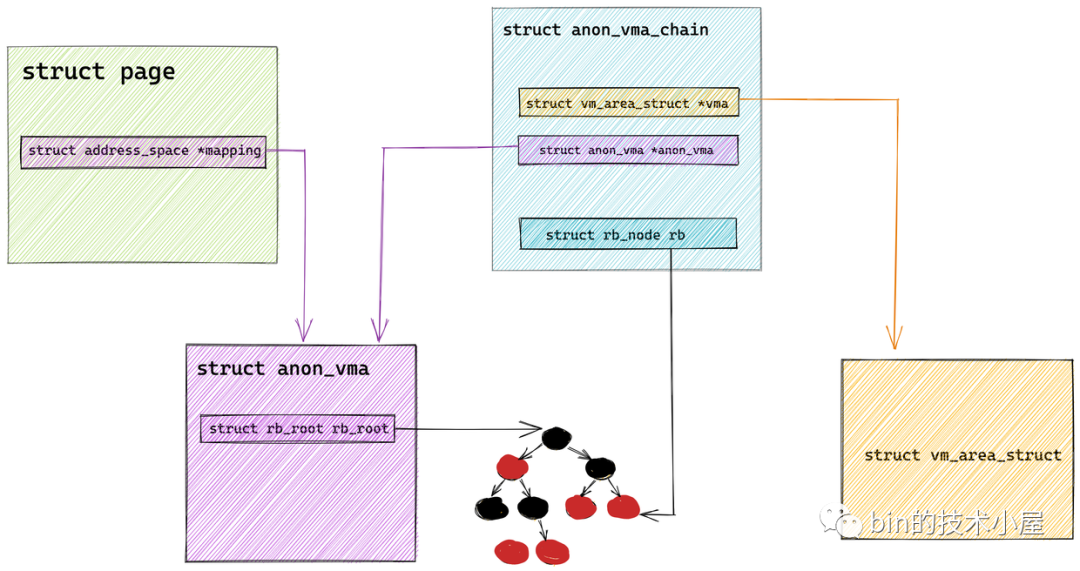 struct page
struct address_space *mapping
struct anon_vma_chain
struct vm_area_struct *vma
struct anon_vma *anon_vma
struct rb_node rb
struct anon_vma
struct rb_root rb_root
struct vm_area_struct
bin的技术小屋